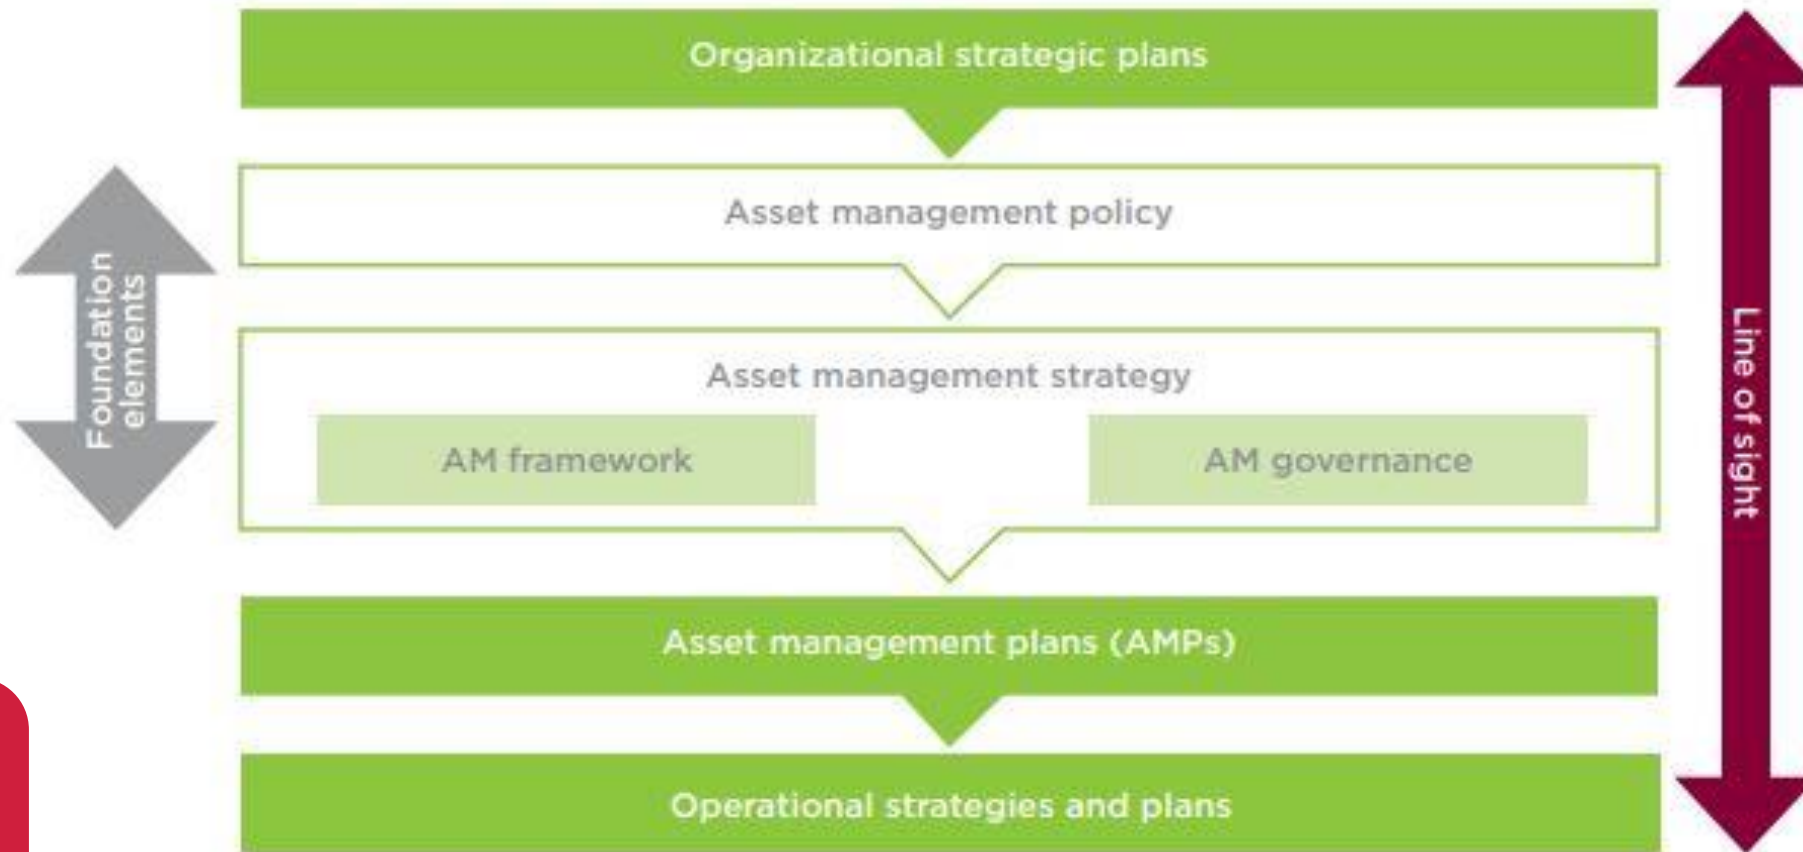 Organizational strategic plans
Asset management policy
Foundation
elements
Asset management strategy
AM framework
AM governance
Line of sight
Asset management plans (AMPs)
Operational strategies and plans